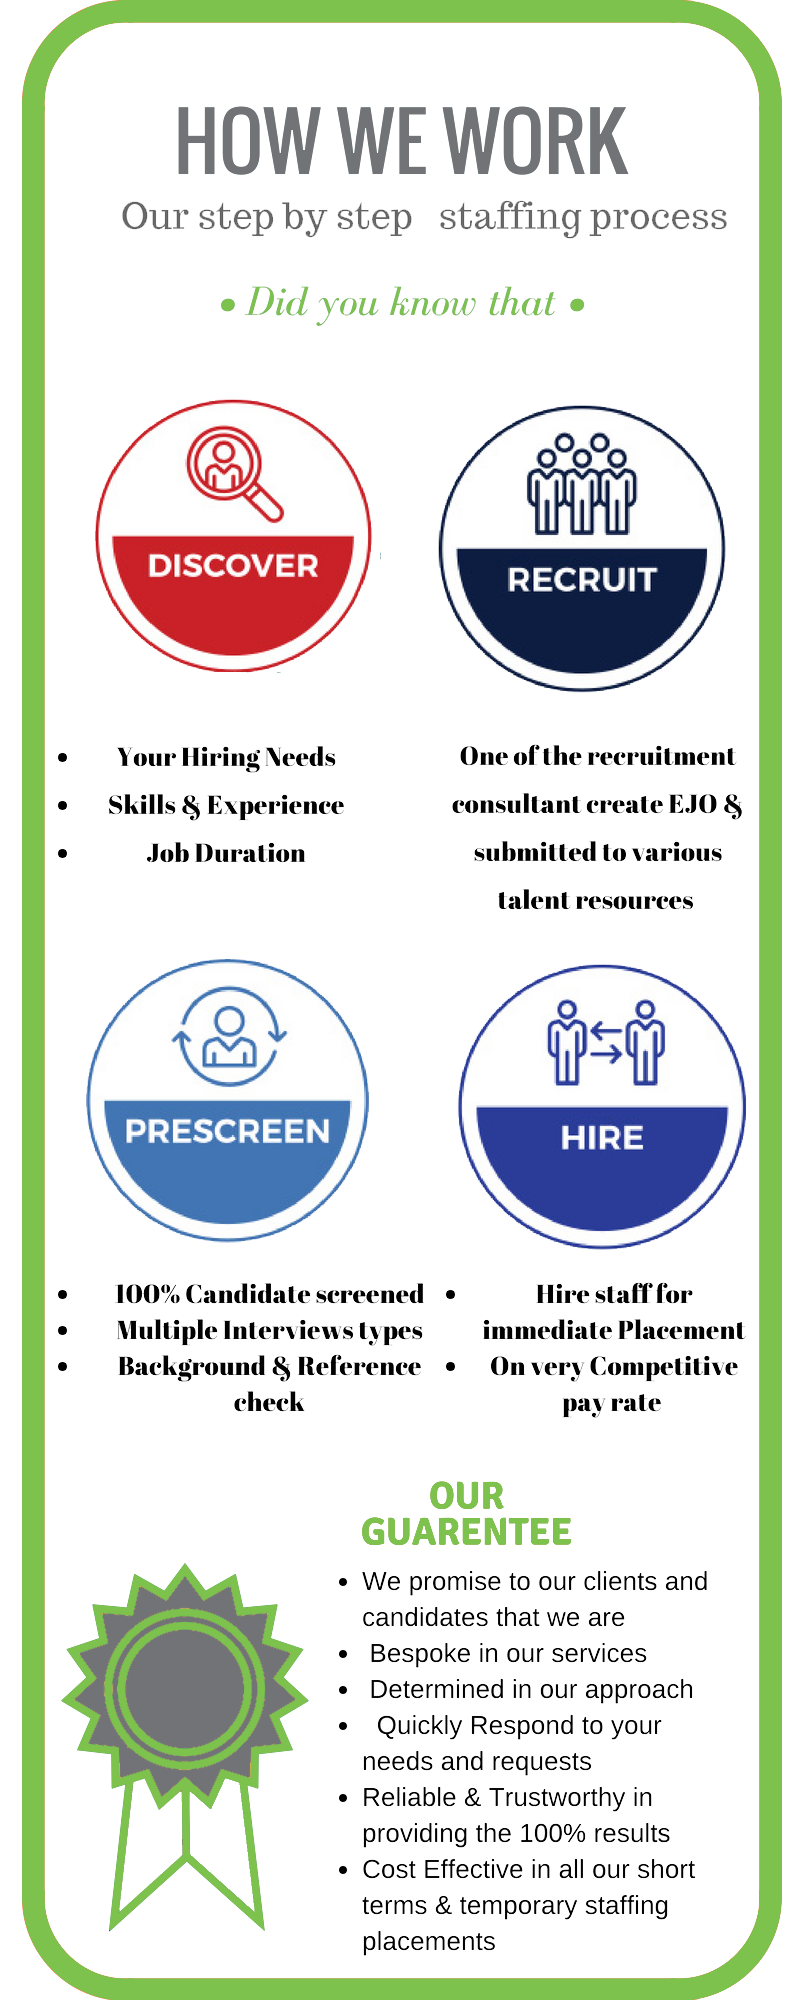 HOW WE WORK
Our step by step staffing process
• Did you know that •
DISCOVER
• Your Hiring Needs
• Skills & Experience
• Job Duration
RECRUIT
One of the recruitment
consultant create EJO &
submitted to various
talent resources
PRESCREEN
• 100% Candidate screened
• Multiple Interviews types
• Background & Reference
check
HIRE
• Hire staff for
immediate Placement
• On very Competitive
pay rate
OUR
GUARENTEE
• We promise to our clients and
candidates that we are
• Bespoke in our services
• Determined in our approach
• Quickly Respond to your
needs and requests
• Reliable & Trustworthy in
providing the 100% results
• Cost Effective in all our short
terms & temporary staffing
placements